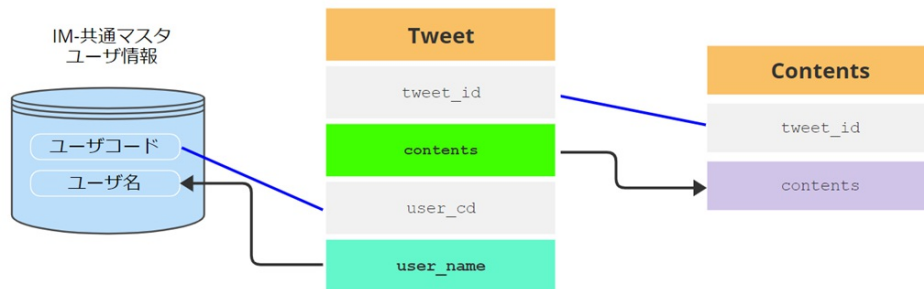 IM-共通マスタ
ユーザ情報
ユーザコード
ユーザ名
Tweet
tweet_id
contents
user_cd
user_name
Contents
tweet_id
contents